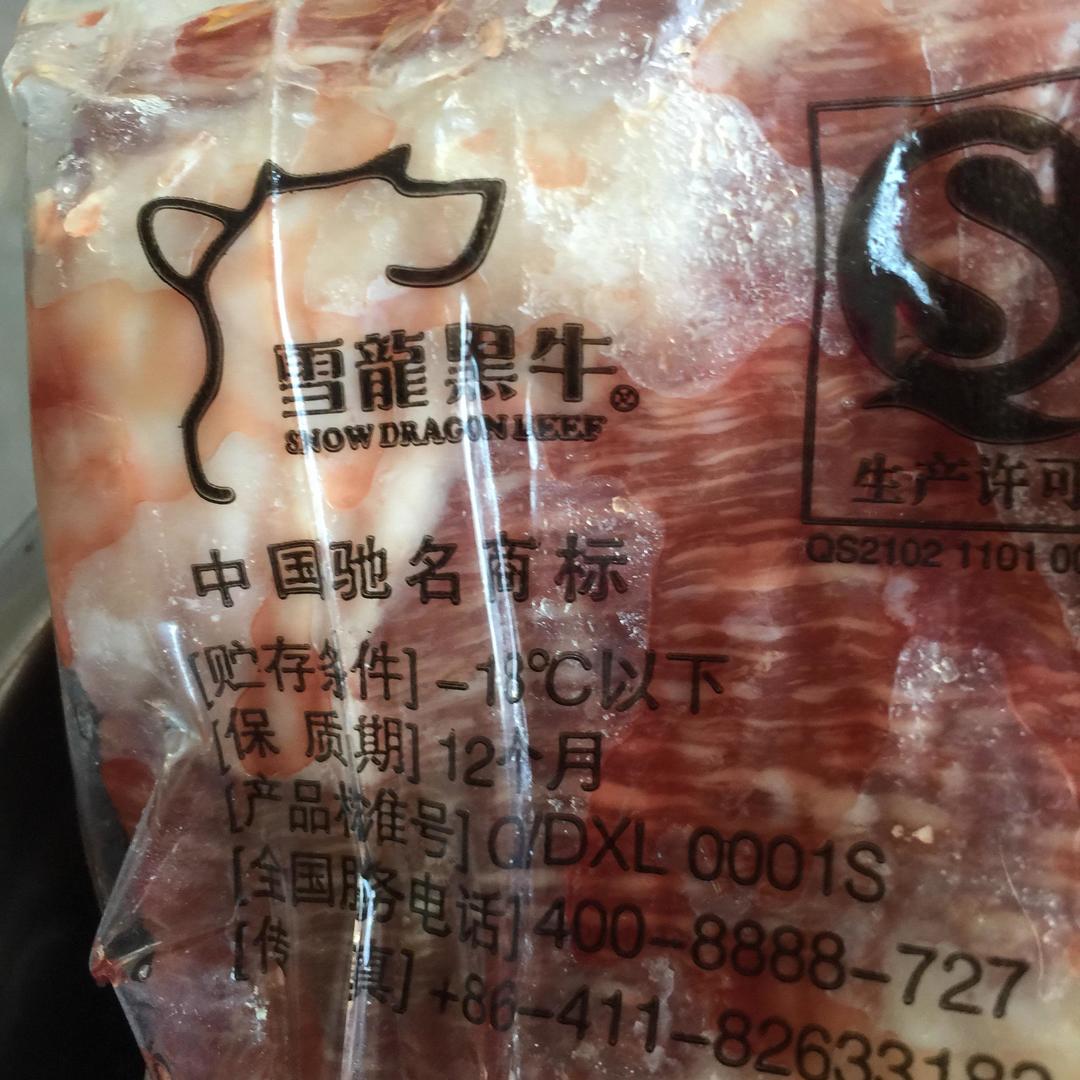 雪龍黑牛
SNOW DRAGON BEEF
生产许可
QS2102 1101 00
中国驰名商标
[贮存条件] -18℃以下
[保 质 期] 12个月
[产品标准号] Q/DXL 0001S
[全国服务电话] 400-8888-727
[传 真] +86-411-82633182